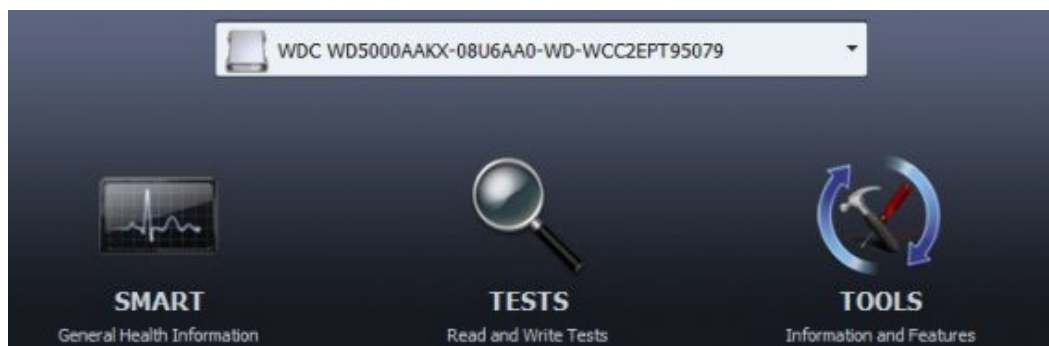 WDC WD5000AAKX-08U6AA0-WD-WCC2EPT95079
SMART
TESTS
TOOLS
General Health Information
Read and Write Tests
Information and Features